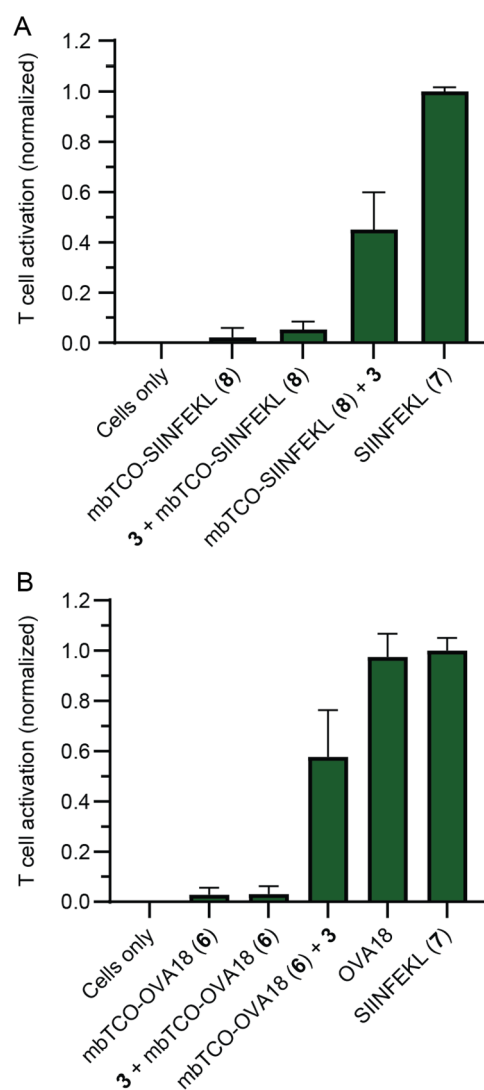 A
T cell activation (normalized)
1.2
1.0
0.8
0.6
0.4
0.2
0.0
Cells only
mbTCO-SIINFEKL (8)
3 + mbTCO-SIINFEKL (8)
mbTCO-SIINFEKL (8) + 3
SIINFEKL (7)
B
T cell activation (normalized)
1.2
1.0
0.8
0.6
0.4
0.2
0.0
Cells only
mbTCO-OVA18 (6)
3 + mbTCO-OVA18 (6)
mbTCO-OVA18 (6) + 3
OVA18
SIINFEKL (7)